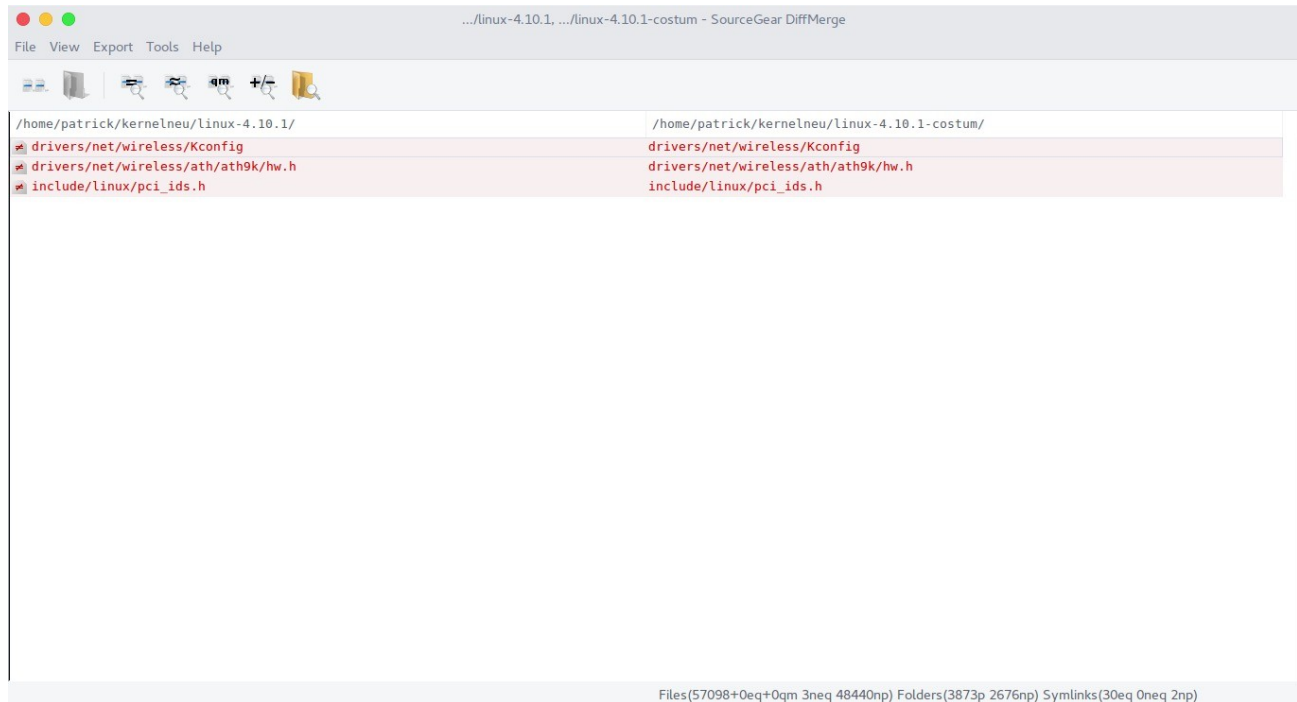 .../linux-4.10.1, .../linux-4.10.1-costum - SourceGear DiffMerge
File View Export Tools Help
= ≈ qm +/-
/home/patrick/kernelneu/linux-4.10.1/ /home/patrick/kernelneu/linux-4.10.1-costum/
≠ drivers/net/wireless/Kconfig drivers/net/wireless/Kconfig
≠ drivers/net/wireless/ath/ath9k/hw.h drivers/net/wireless/ath/ath9k/hw.h
≠ include/linux/pci_ids.h include/linux/pci_ids.h
Files(57098+0eq+0qm 3neq 48440np) Folders(3873p 2676np) Symlinks(30eq 0neq 2np)